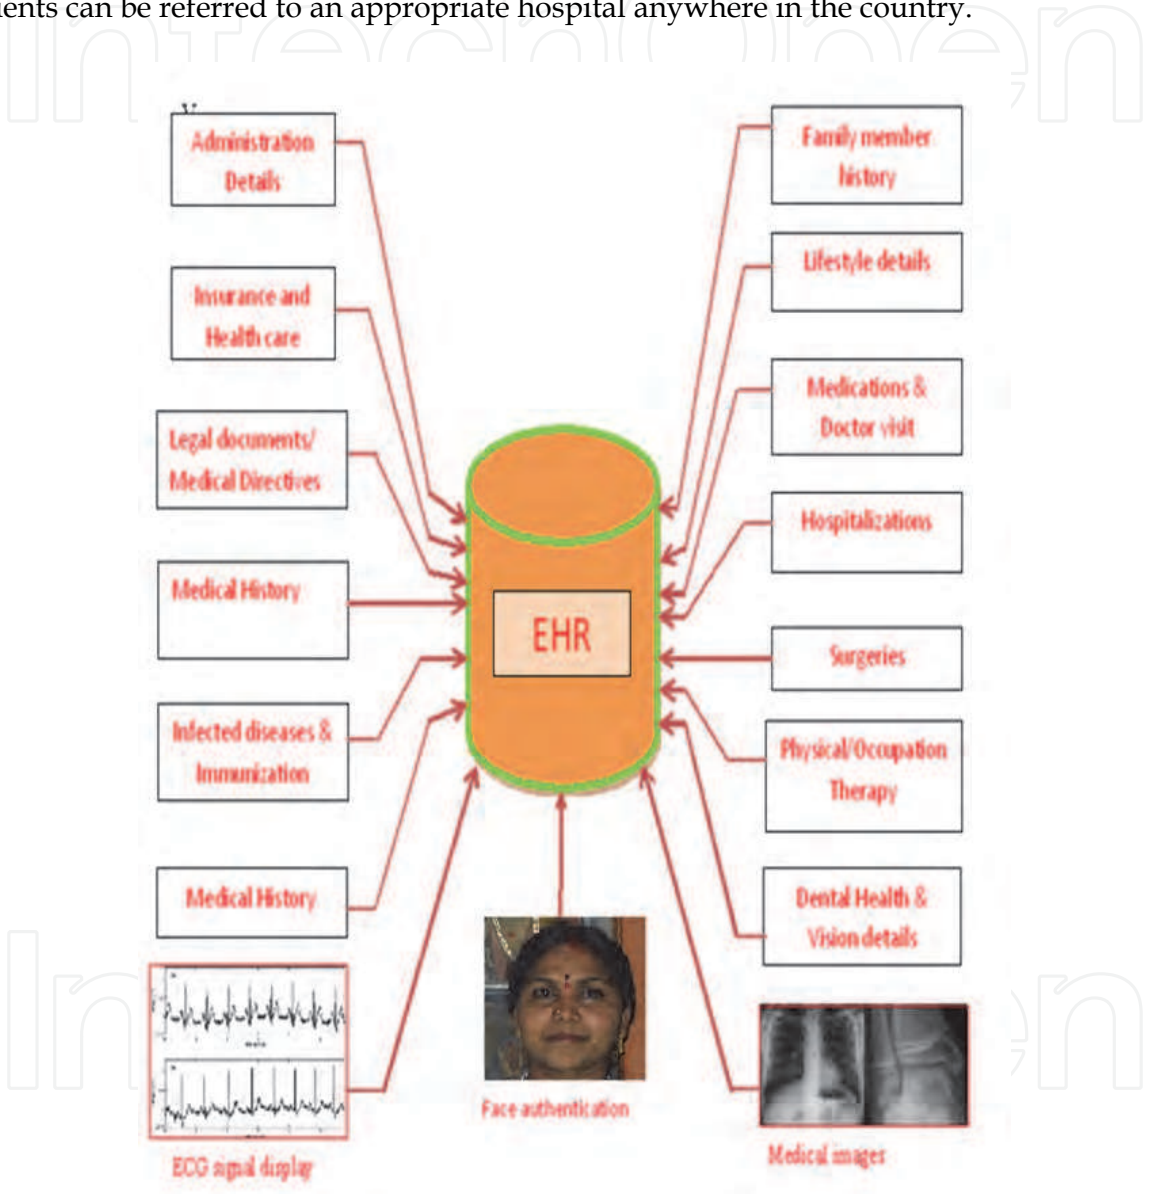 ients can be referred to an appropriate hospital anywhere in the country.
IntechOpen
Administration
Details
Insurance and
Health care
Legal documents/
Medical Directives
Medical History
Infected diseases &
Immunization
Medical History
ECG signal display
EHR
Face authentication
Family member
history
Lifestyle details
Medications &
Doctor visit
Hospitalizations
Surgeries
Physical/Occupation
Therapy
Dental Health &
Vision details
Medical images